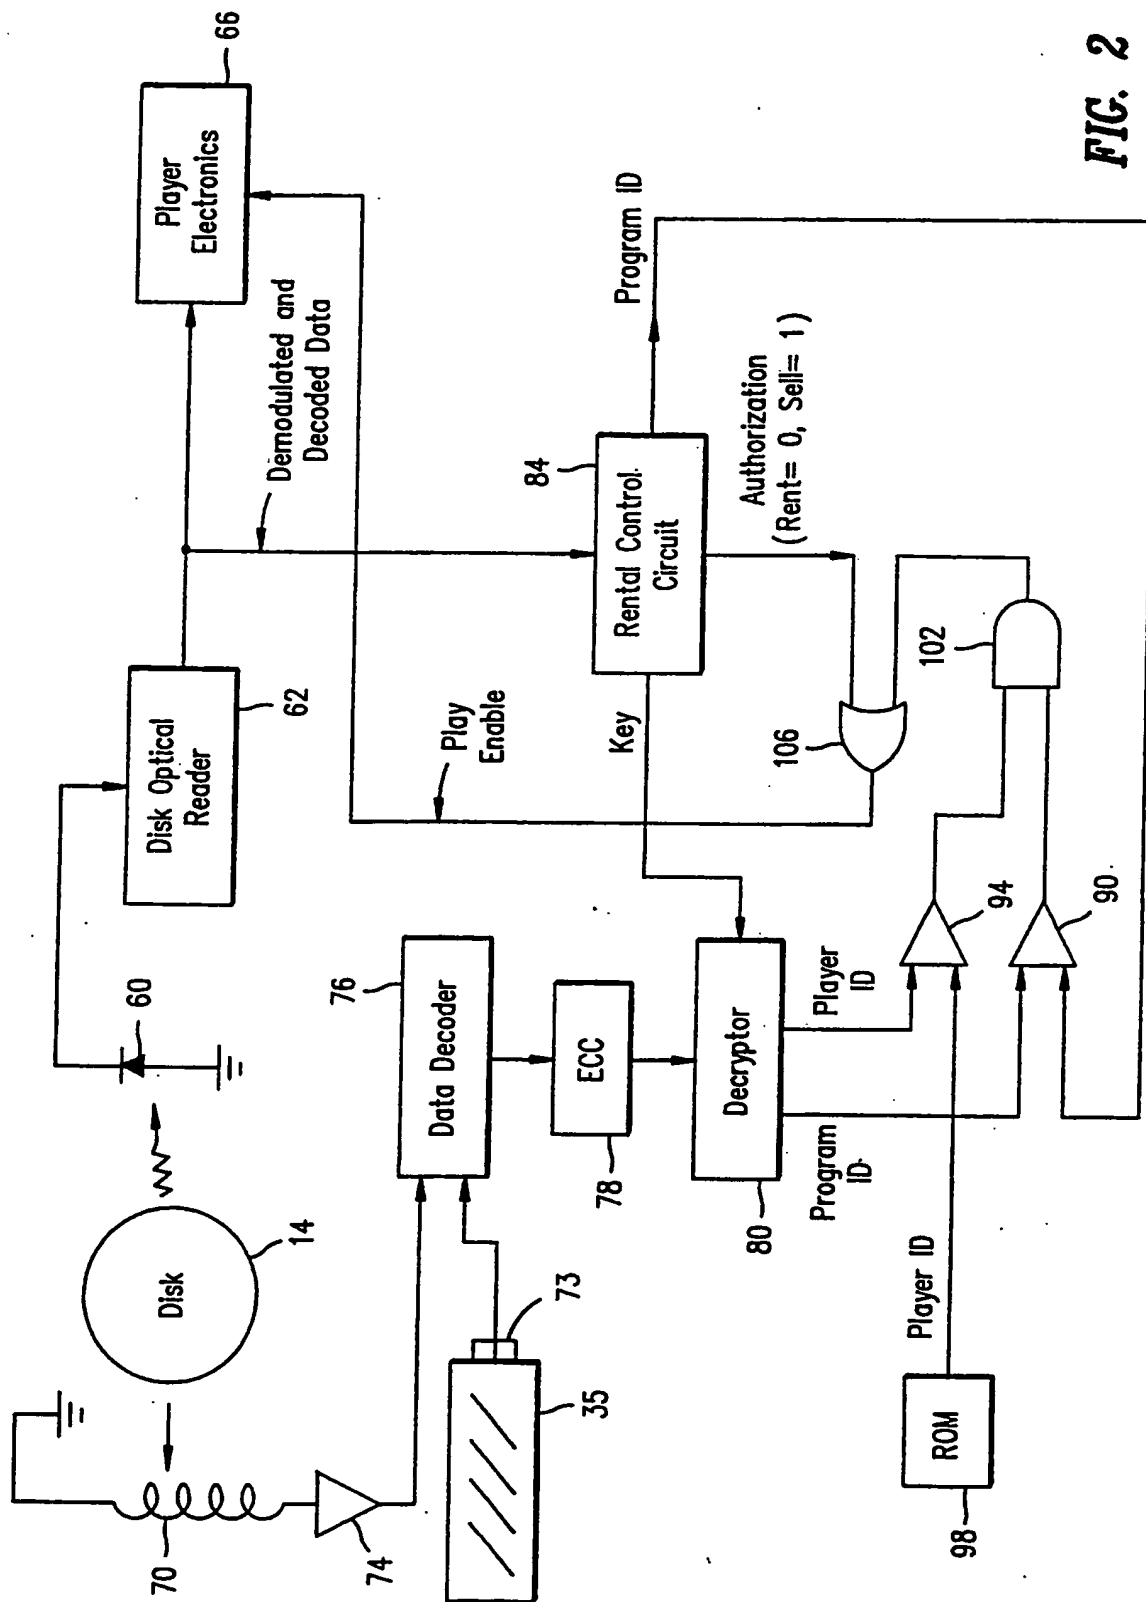 66
Player
Electronics
Demodulated and
Decoded Data
Program ID
84
Rental Control
Circuit
Authorization
(Rent= 0, Sell= 1)
Disk Optical
Reader
62
Play
Enable
Key
106
102
60
76
Data Decoder
ECC
78
Decryptor
80
Player
ID
Program
ID
94
90
Disk
14
73
35
70
74
Player ID
ROM
98
FIG. 2